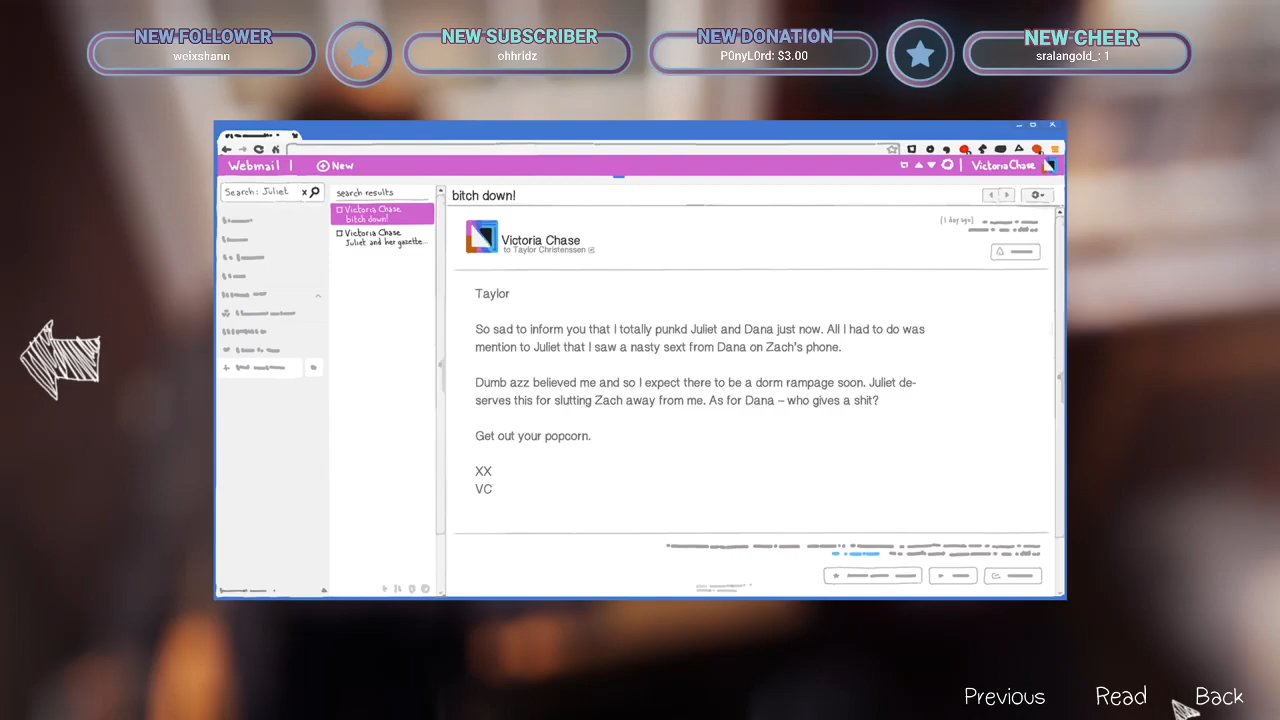 NEW FOLLOWER
wcixshann
NEW SUBSCRIBER
ohhridz
NEW DONATION
P0nyL0rd: $3.00
NEW CHEER
sralangold_: 1
Webmail |
New
| Victoria Chase
Search: Juliet x
search results
Victoria Chase
bitch down!
Victoria Chase
Juliet and her gazette...
bitch down!
Victoria Chase
to Taylor Christenssen
(1 day ago)
Taylor
So sad to inform you that I totally punkd Juliet and Dana just now. All I had to do was
mention to Juliet that I saw a nasty sext from Dana on Zach's phone.
Dumb azz believed me and so I expect there to be a dorm rampage soon. Juliet de-
serves this for slutting Zach away from me. As for Dana – who gives a shit?
Get out your popcorn.
XX
VC
Previous
Read
Back